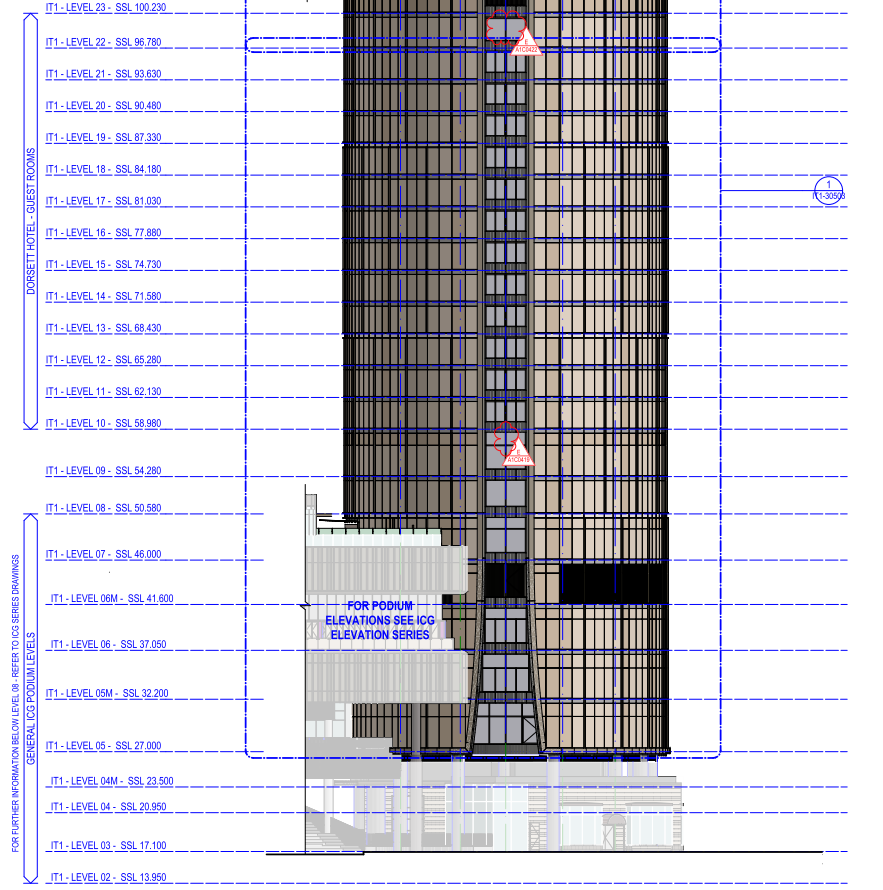 IT1 - LEVEL 23 - SSL 100.230
IT1 - LEVEL 22 - SSL 96.780
E
A1C0422
IT1 - LEVEL 21 - SSL 93.630
IT1 - LEVEL 20 - SSL 90.480
IT1 - LEVEL 19 - SSL 87.330
IT1 - LEVEL 18 - SSL 84.180
1
IT1-30503
IT1 - LEVEL 17 - SSL 81.030
IT1 - LEVEL 16 - SSL 77.880
DORSETT HOTEL - GUEST ROOMS
IT1 - LEVEL 15 - SSL 74.730
IT1 - LEVEL 14 - SSL 71.580
IT1 - LEVEL 13 - SSL 68.430
IT1 - LEVEL 12 - SSL 65.280
IT1 - LEVEL 11 - SSL 62.130
IT1 - LEVEL 10 - SSL 58.980
IT1 - LEVEL 09 - SSL 54.280
IT1 - LEVEL 08 - SSL 50.580
IT1 - LEVEL 07 - SSL 46.000
IT1 - LEVEL 06M - SSL 41.600
FOR PODIUM
ELEVATIONS SEE ICG
ELEVATION SERIES
IT1 - LEVEL 06 - SSL 37.050
FOR FURTHER INFORMATION BELOW LEVEL 08 - REFER TO ICG SERIES DRAWINGS
GENERAL ICG PODIUM LEVELS
IT1 - LEVEL 05M - SSL 32.200
IT1 - LEVEL 05 - SSL 27.000
IT1 - LEVEL 04M - SSL 23.500
IT1 - LEVEL 04 - SSL 20.950
IT1 - LEVEL 03 - SSL 17.100
IT1 - LEVEL 02 - SSL 13.950